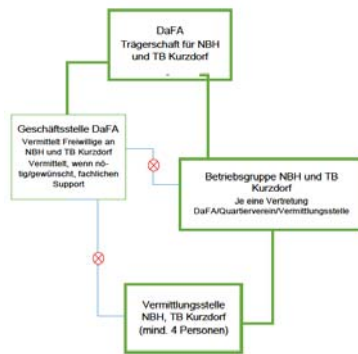 DaFA
Trägerschaft für NBH
und TB Kurzdorf
Geschäftsstelle DaFA
Vermittelt Freiwillige an
NBH und TB Kurzdorf
Vermittelt, wenn nö-
tig/gewünscht, fachlichen
Support
Betriebsgruppe NBH und TB
Kurzdorf
Je eine Vertretung
DaFA/Quartierverein/Vermittlungsstelle
Vermittlungsstelle
NBH, TB Kurzdorf
(mind. 4 Personen)